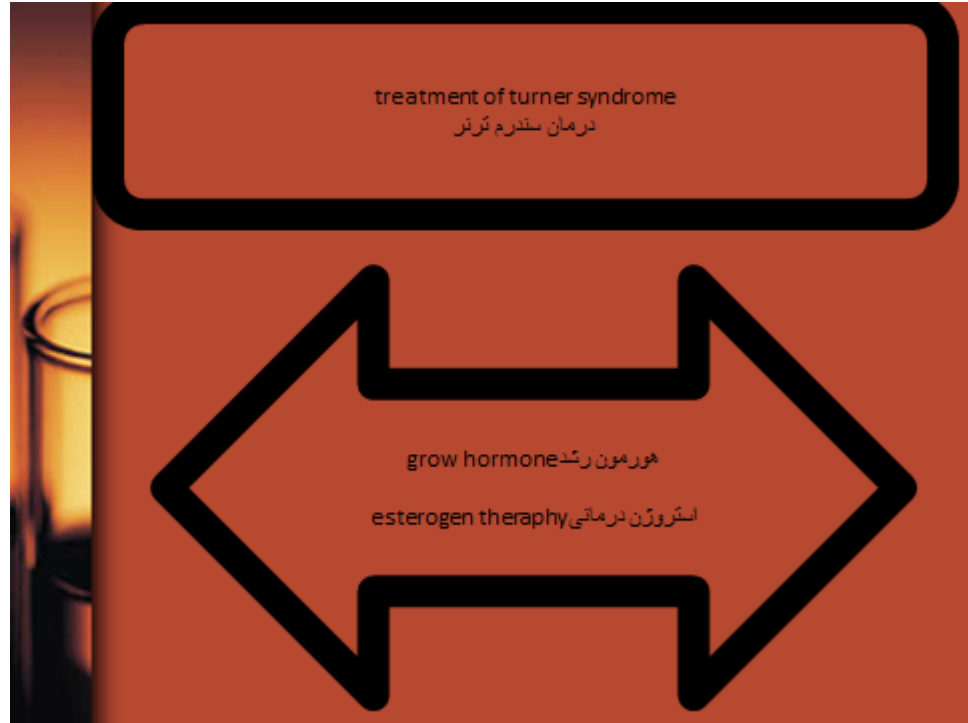 treatment of turner syndrome
درمان سندرم ترنر
grow hormoneهورمون رشد
esterogen theraphyاستروژن درمانی